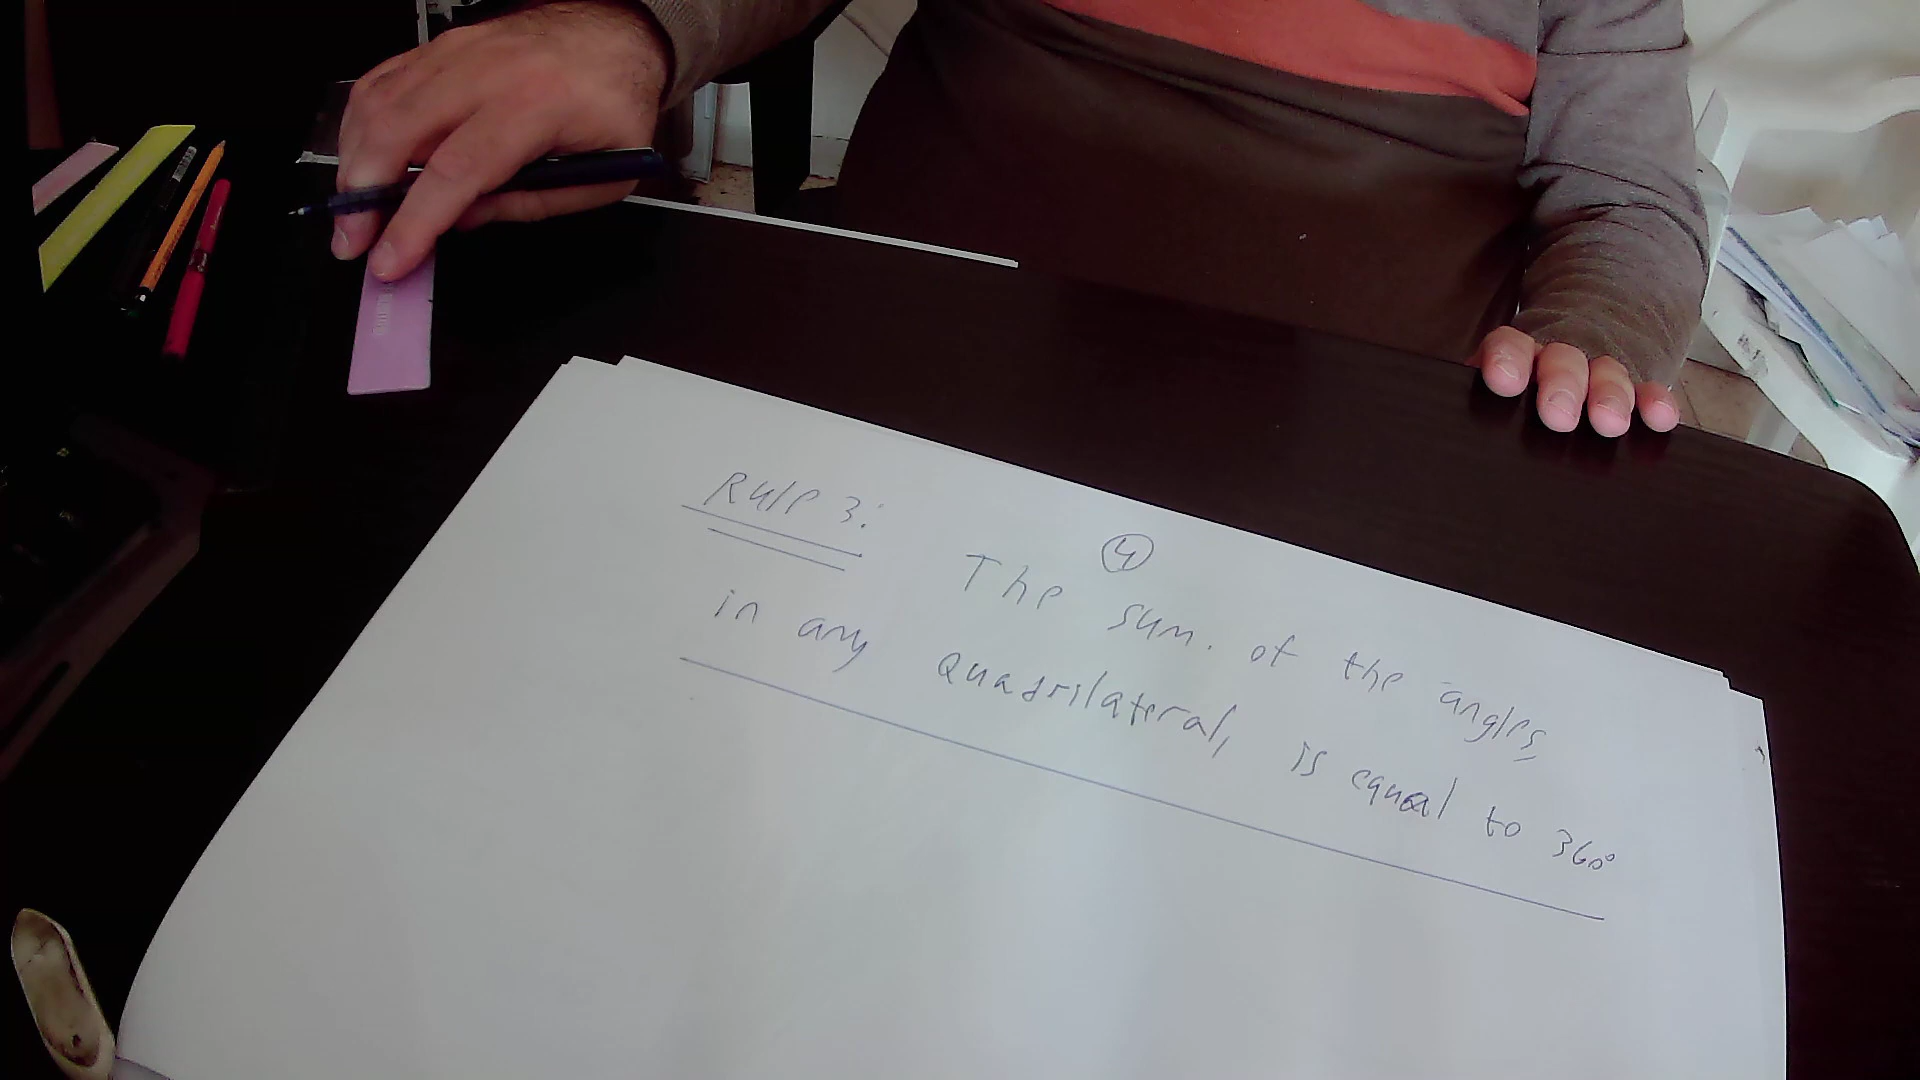 ④
Rule 3: The sum. of the angles,
in any quadrilateral, is equal to 360°